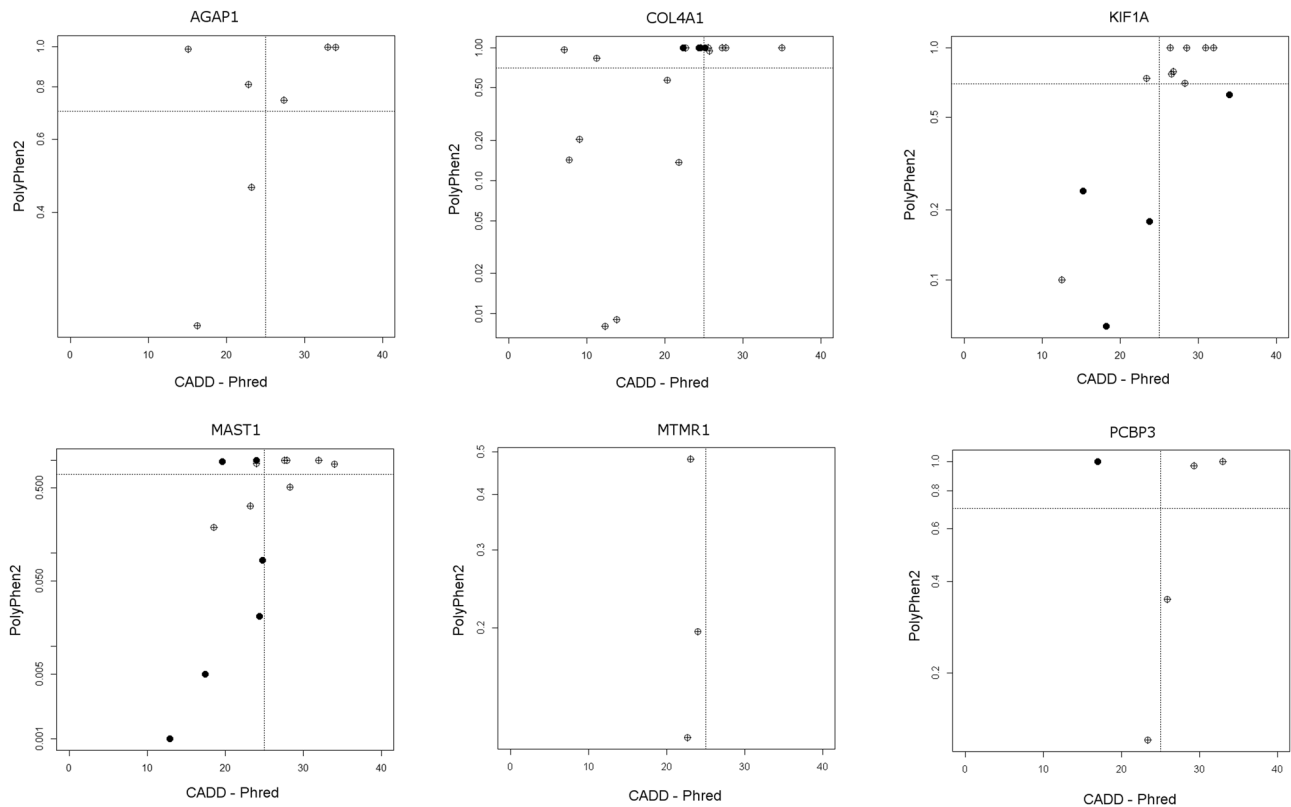 AGAP1
PolyPhen2
1.0
0.8
0.6
0.4
0 10 20 30 40
CADD - Phred
COL4A1
PolyPhen2
1.00
0.50
0.20
0.10
0.05
0.02
0.01
0 10 20 30 40
CADD - Phred
KIF1A
PolyPhen2
1.0
0.5
0.2
0.1
0 10 20 30 40
CADD - Phred
MAST1
PolyPhen2
0.500
0.050
0.005
0.001
0 10 20 30 40
CADD - Phred
MTMR1
PolyPhen2
0.5
0.4
0.3
0.2
0 10 20 30 40
CADD - Phred
PCBP3
PolyPhen2
1.0
0.8
0.6
0.4
0.2
0 10 20 30 40
CADD - Phred